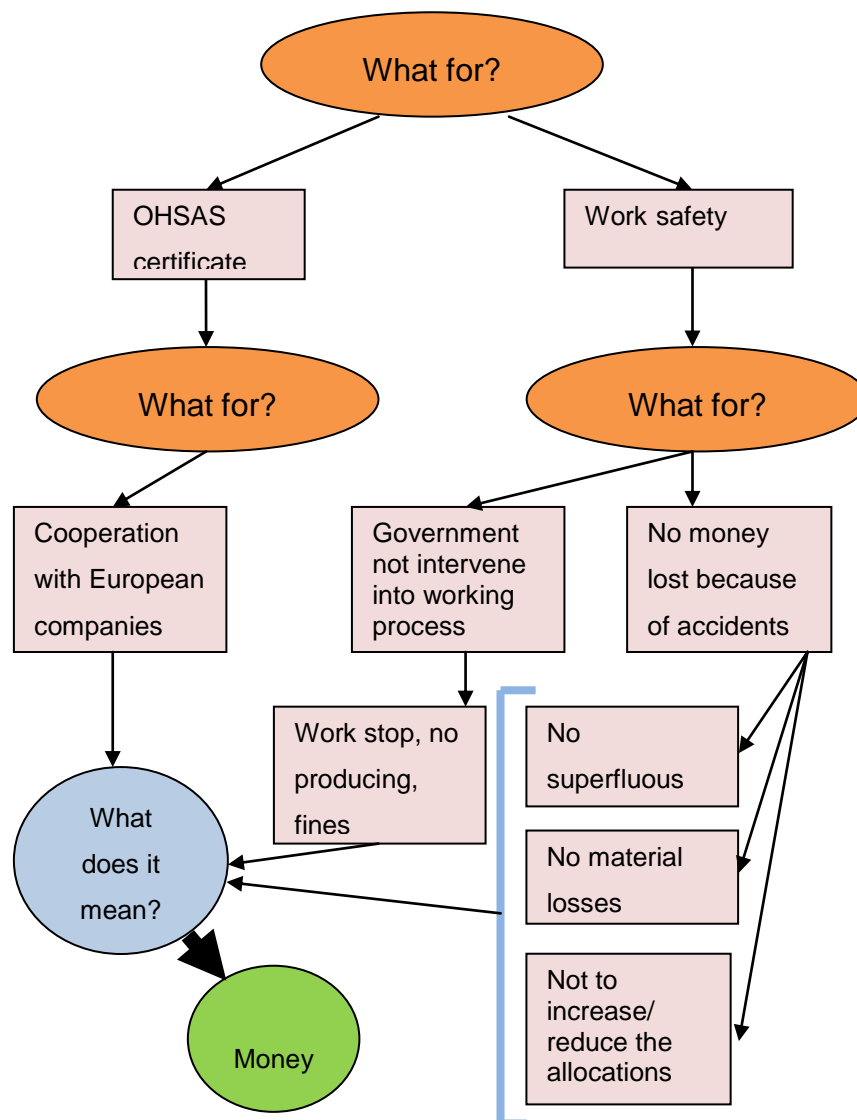 What for?
OHSAS
certificate
Work safety
What for?
What for?
Cooperation
with European
companies
Government
not intervene
into working
process
No money
lost because
of accidents
Work stop, no
producing,
fines
No
superfluous
What
does it
mean?
No material
losses
Not to
increase/
reduce the
allocations
Money